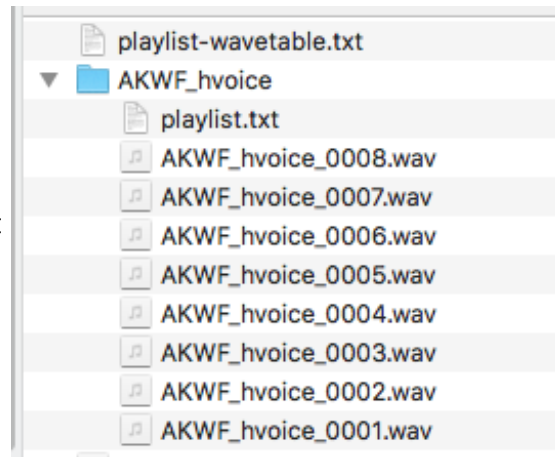 playlist-wavetable.txt
AKWF_hvoice
playlist.txt
AKWF_hvoice_0008.wav
AKWF_hvoice_0007.wav
AKWF_hvoice_0006.wav
AKWF_hvoice_0005.wav
AKWF_hvoice_0004.wav
AKWF_hvoice_0003.wav
AKWF_hvoice_0002.wav
AKWF_hvoice_0001.wav